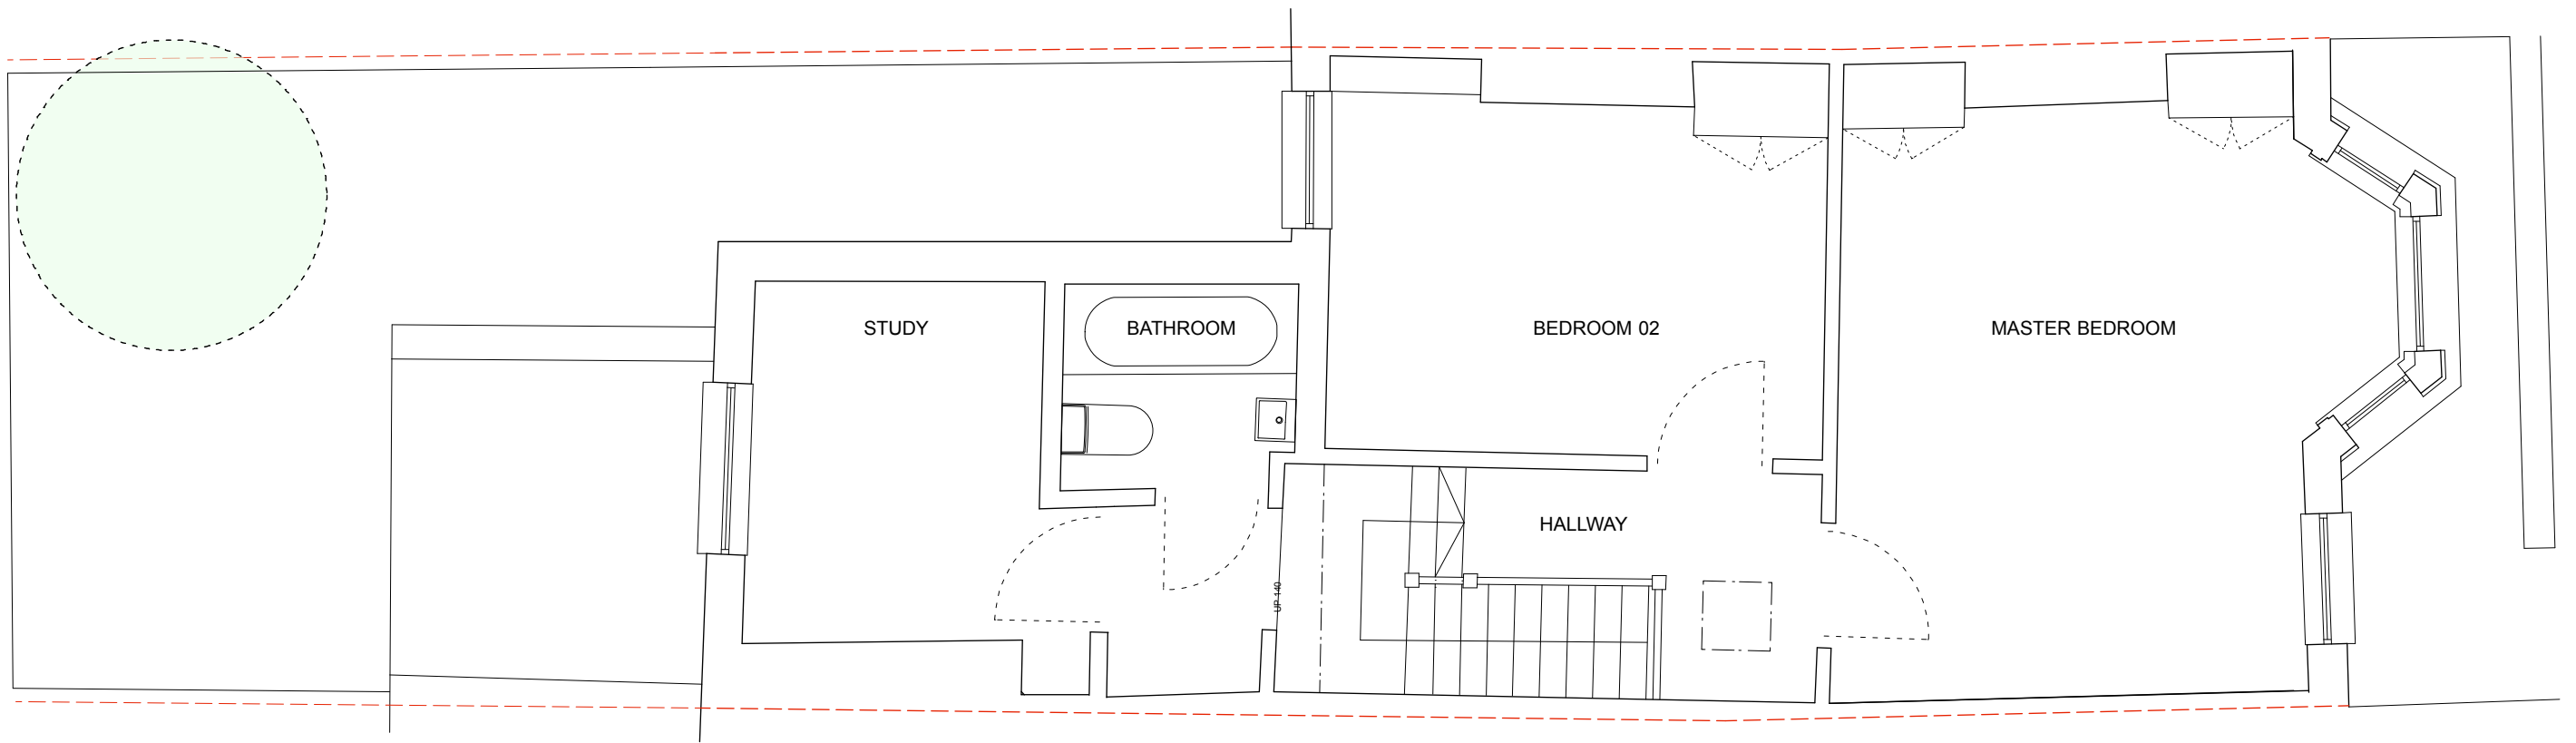 STUDY
BATHROOM
BEDROOM 02
MASTER BEDROOM
HALLWAY
UP 140